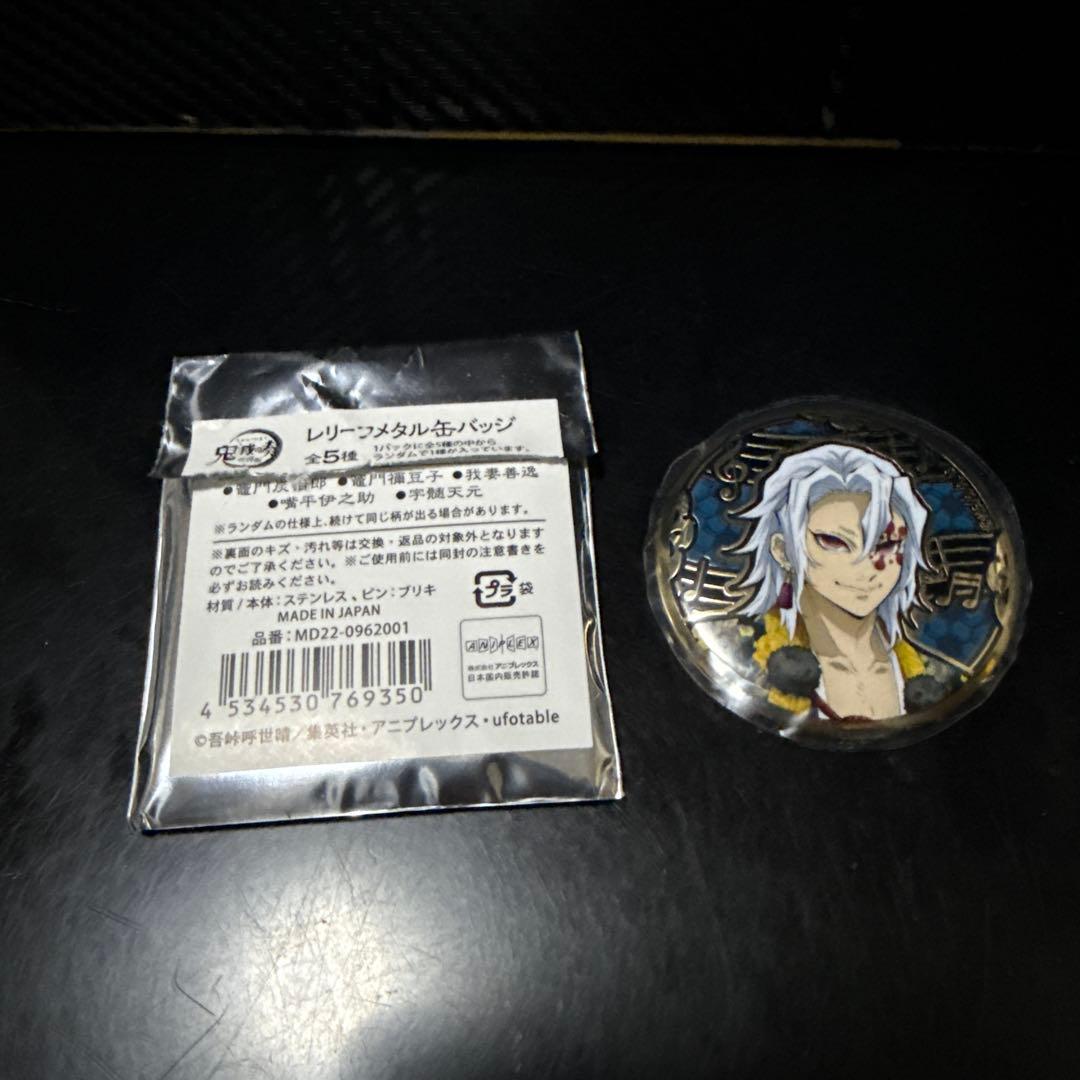 鬼滅の奏
レリーフメタル缶バッジ
全5種
1パックに全5種の中から
ランダムで1種が入っています。
●竈門炭治郎 ●竈門禰豆子 ●我妻善逸
●嘴平伊之助 ●宇髄天元
※ランダムの仕様上、続けて同じ柄が出る場合があります。
※裏面のキズ・汚れ等は交換・返品の対象外となります
のでご了承ください。※ご使用前には同封の注意書きを
必ずお読みください。
材質/本体:ステンレス、ピン:ブリキ
MADE IN JAPAN
プラ 袋
品番:MD22-0962001
ANIPLEX
株式会社アニプレックス
日本国内販売許諾
4 534530 769350
©吾峠呼世晴/集英社・アニプレックス・ufotable